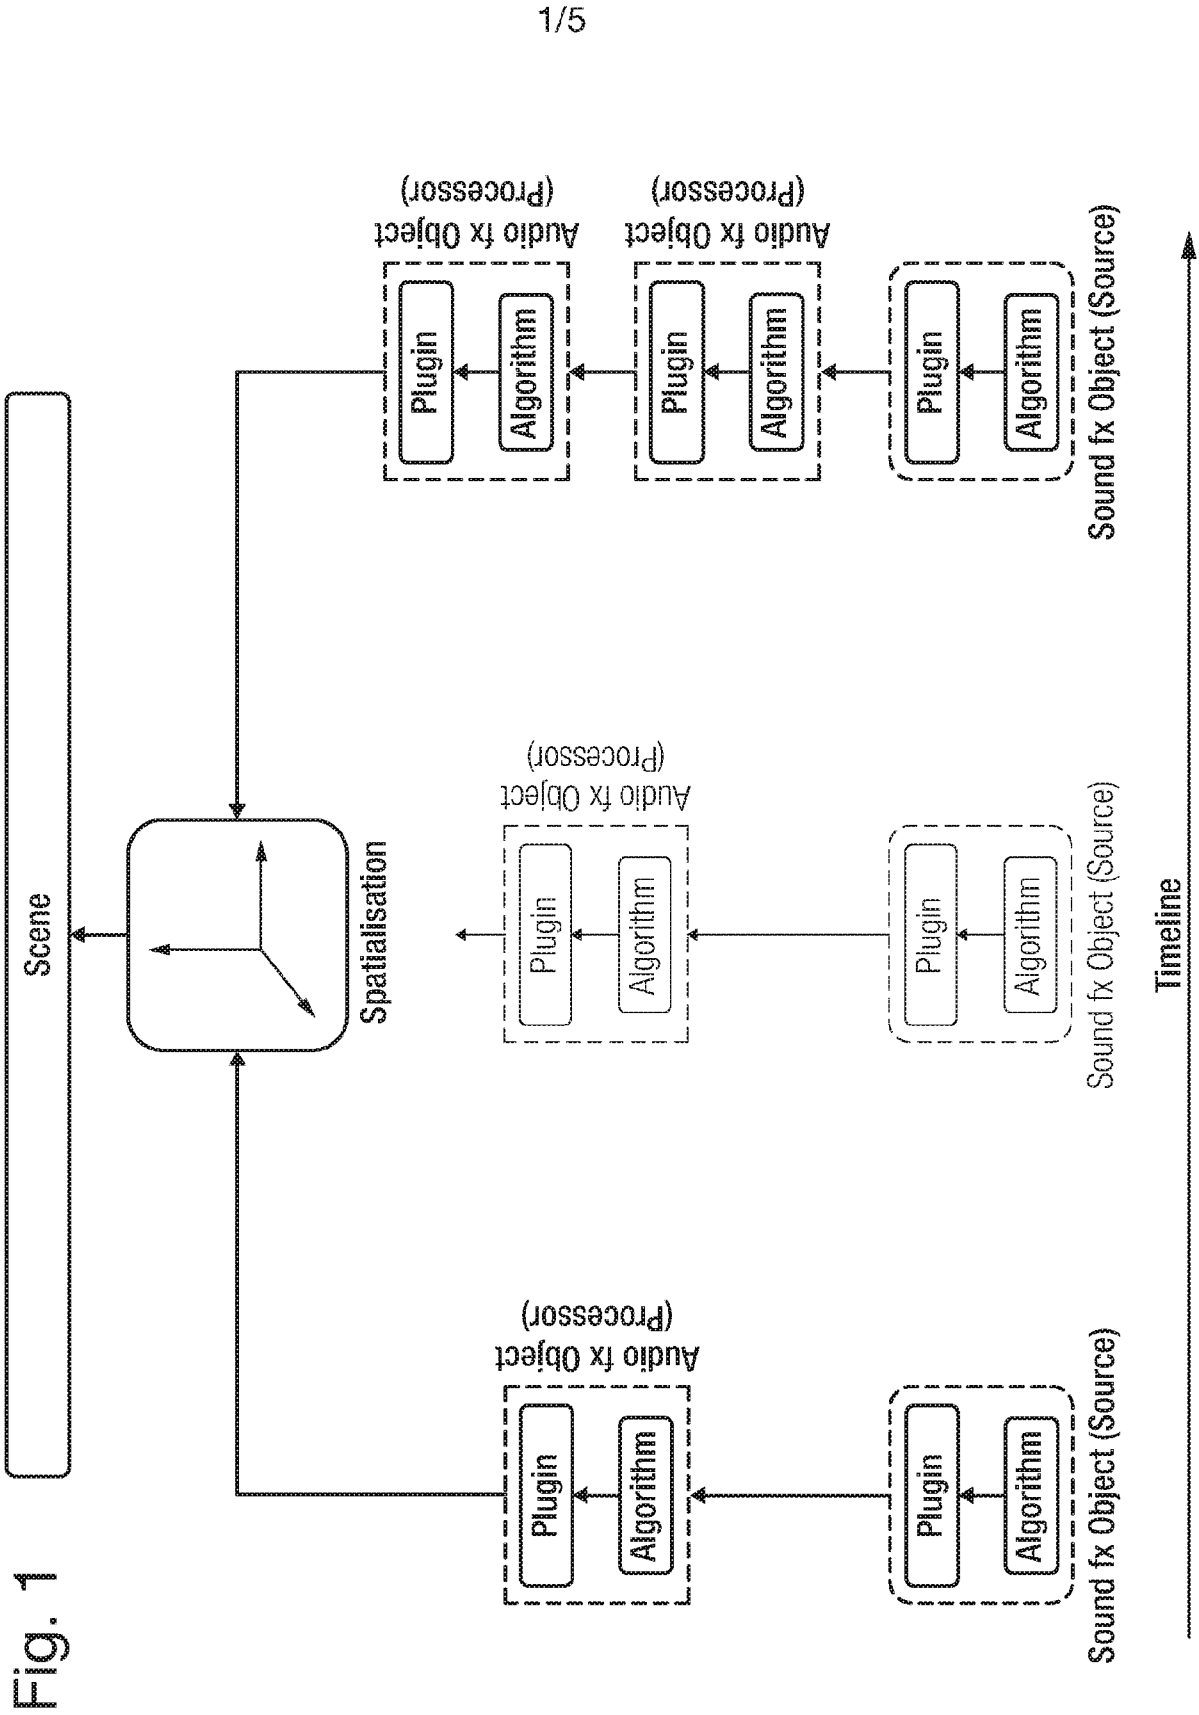 1/5
Fig. 1
Scene
Spatialisation
Audio fx Object
(Processor)
Plugin
Algorithm
Plugin
Algorithm
Sound fx Object (Source)
Audio fx Object
(Processor)
Plugin
Algorithm
Plugin
Algorithm
Sound fx Object (Source)
Audio fx Object
(Processor)
Plugin
Algorithm
Audio fx Object
(Processor)
Plugin
Algorithm
Plugin
Algorithm
Sound fx Object (Source)
Timeline